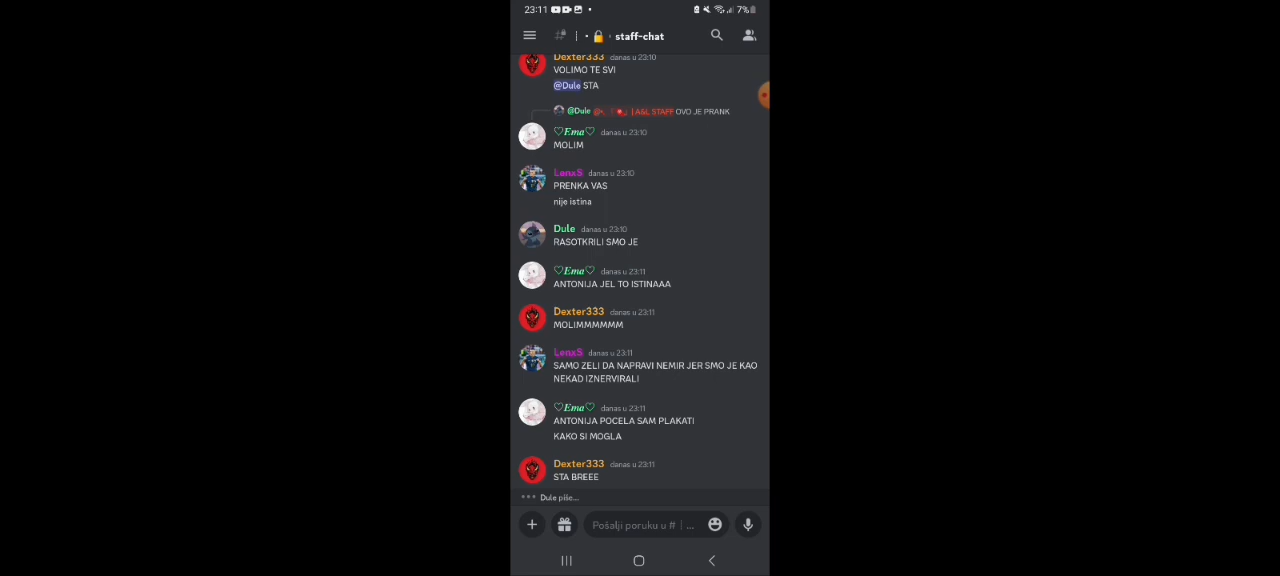 23:11
7%
staff-chat
Dexter333 danas u 23:10
VOLIMO TE SVI
@Dule STA
@Dule | A&L STAFF OVO JE PRANK
♡Ema♡ danas u 23:10
MOLIM
LenxS danas u 23:10
PRENKA VAS
nije istina
Dule danas u 23:10
RASOTKRILI SMO JE
♡Ema♡ danas u 23:11
ANTONIJA JEL TO ISTINAAA
Dexter333 danas u 23:11
MOLIMMMMMM
LenxS danas u 23:11
SAMO ZELI DA NAPRAVI NEMIR JER SMO JE KAO
NEKAD IZNERVIRALI
♡Ema♡ danas u 23:11
ANTONIJA POCELA SAM PLAKATI
KAKO SI MOGLA
Dexter333 danas u 23:11
STA BREEE
Dule piše...
Pošalji poruku u # | ...